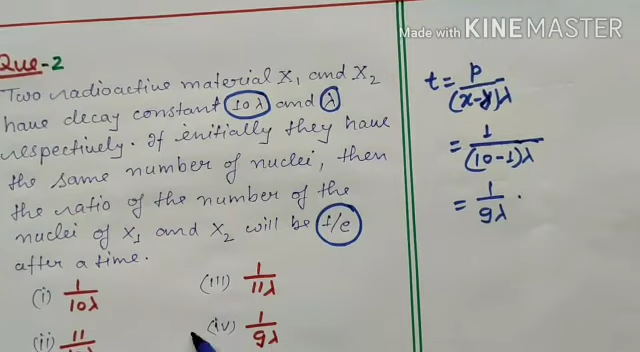 Made with KINEMASTER
Que-2
Two radioactive material X₁ and X₂
have decay constant 10λ and λ
respectively. If initially they have
the same number of nuclei, then
the ratio of the number of the
nuclei of X₁ and X₂ will be 1/e
after a time.
(i) 1/10λ
(iii) 1/11λ
(ii) 11
(iv) 1/9λ
t = p/(x-y)λ
= 1/(10-1)λ
= 1/9λ.